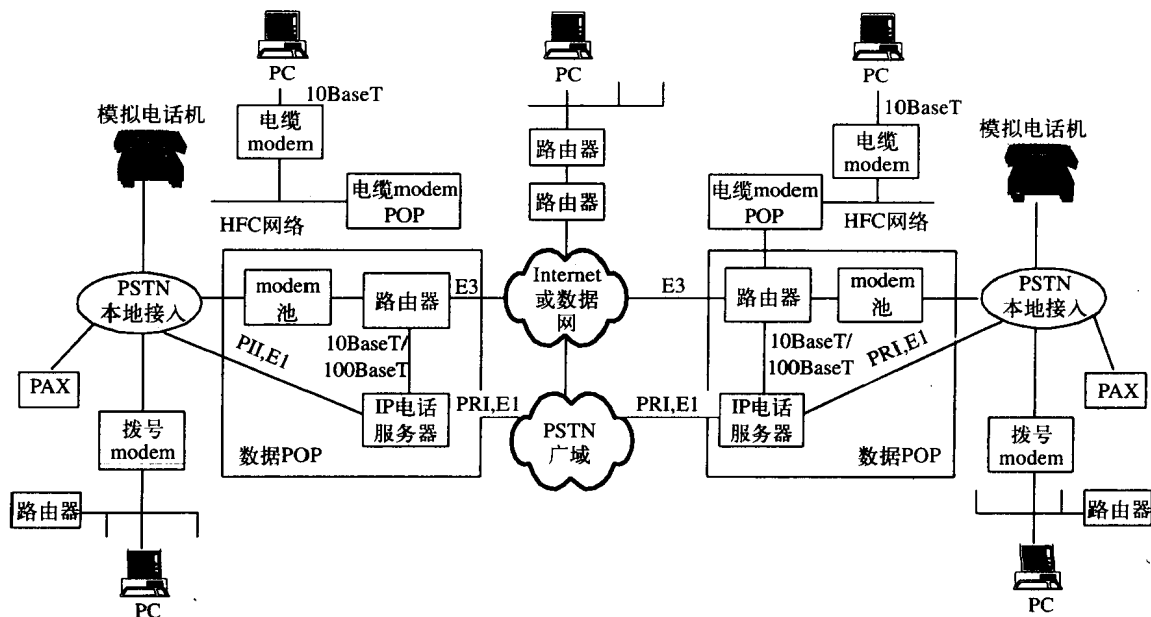 PC
PC
PC
10BaseT
10BaseT
模拟电话机
模拟电话机
电缆
modem
电缆
modem
路由器
路由器
电缆modem
POP
电缆modem
POP
HFC网络
HFC网络
PSTN
本地接入
modem
池
路由器
E3
Internet
或数据
网
E3
路由器
modem
池
PSTN
本地接入
10BaseT/
100BaseT
10BaseT/
100BaseT
PII,E1
PRI,E1
PAX
PAX
IP电话
服务器
PRI,E1
PSTN
广域
PRI,E1
IP电话
服务器
拨号
modem
数据POP
数据POP
拨号
modem
路由器
路由器
PC
PC